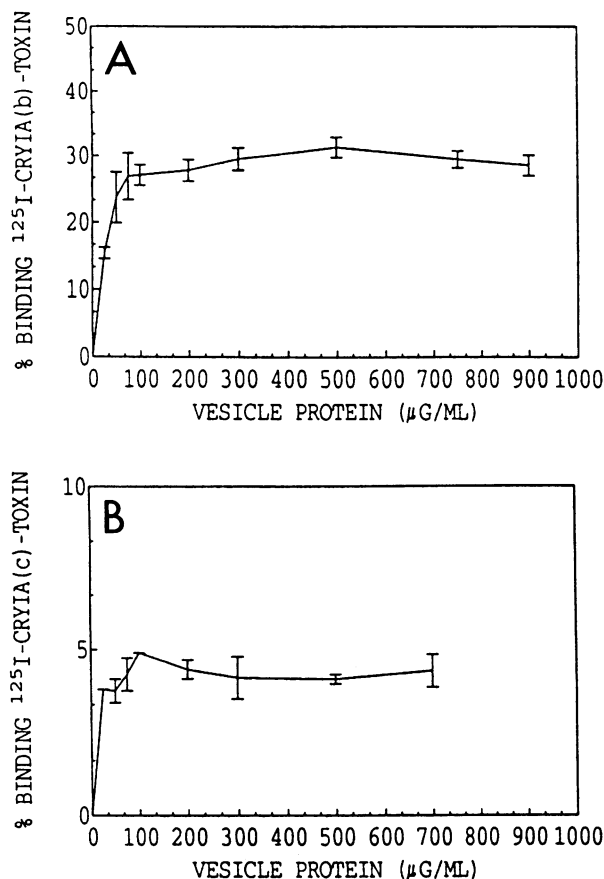 A
50
40
30
20
10
0
% BINDING ¹²⁵I-CRYIA(b)-TOXIN
0 100 200 300 400 500 600 700 800 900 1000
VESICLE PROTEIN (µG/ML)
B
10
5
0
% BINDING ¹²⁵I-CRYIA(c)-TOXIN
0 100 200 300 400 500 600 700 800 900 1000
VESICLE PROTEIN (µG/ML)